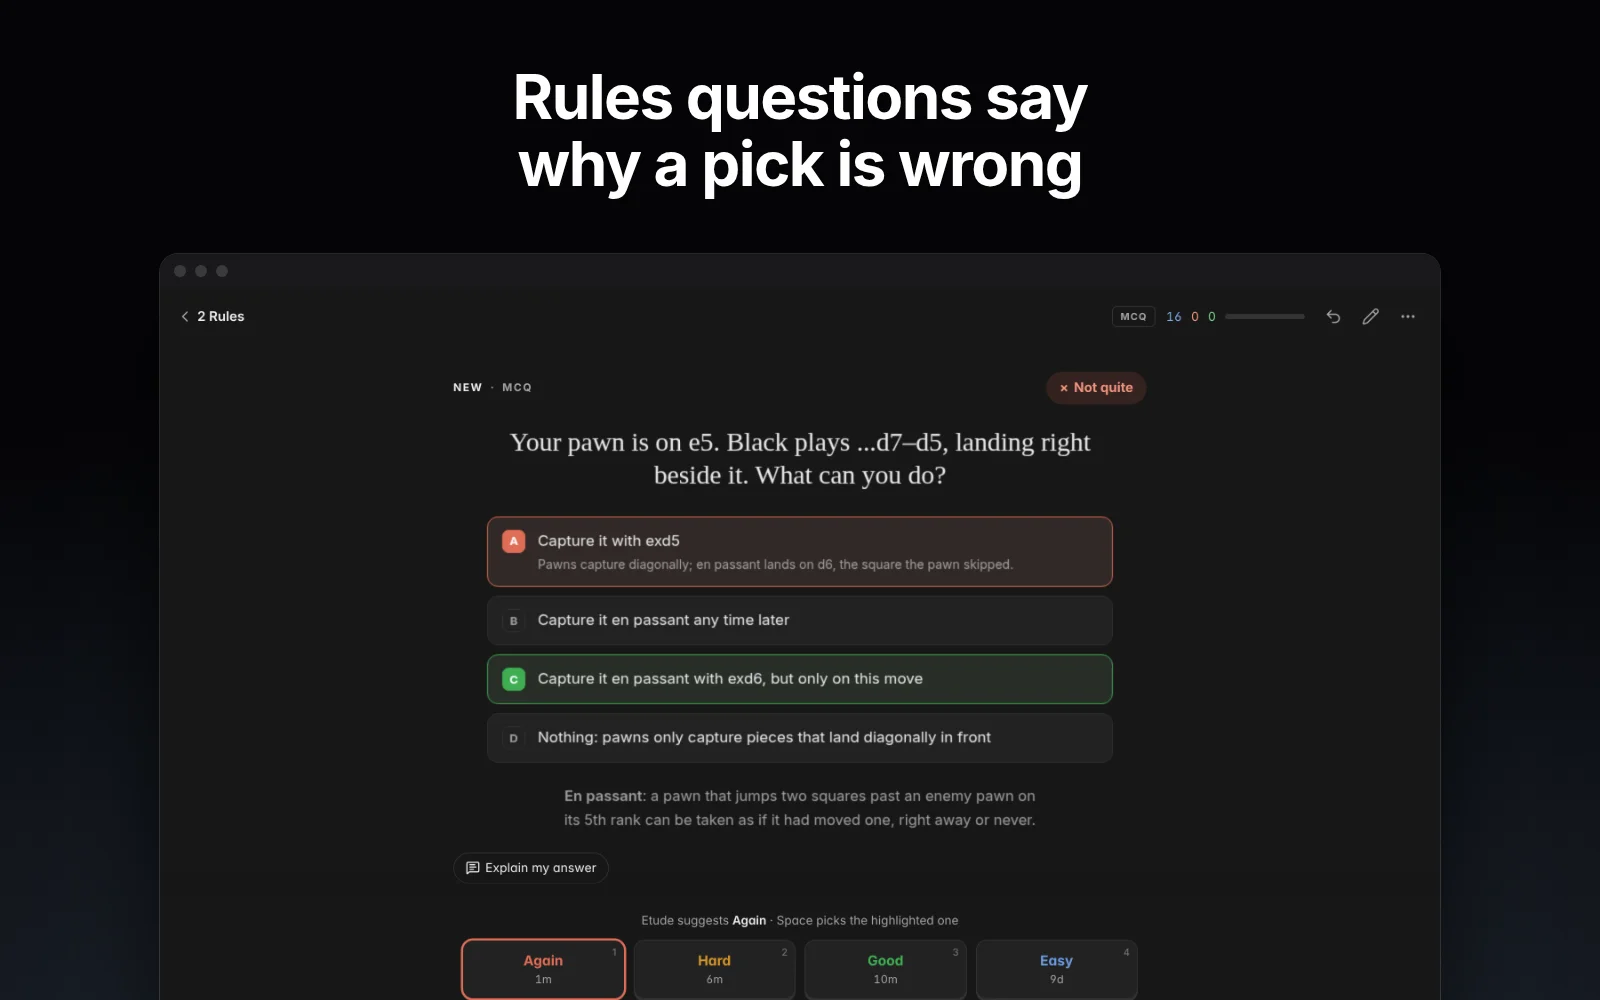 Rules questions say
why a pick is wrong
2 Rules
MCQ 16 0 0
NEW · MCQ
× Not quite
Your pawn is on e5. Black plays ...d7–d5, landing right
beside it. What can you do?
A Capture it with exd5
Pawns capture diagonally; en passant lands on d6, the square the pawn skipped.
B Capture it en passant any time later
C Capture it en passant with exd6, but only on this move
D Nothing: pawns only capture pieces that land diagonally in front
En passant: a pawn that jumps two squares past an enemy pawn on
its 5th rank can be taken as if it had moved one, right away or never.
Explain my answer
Etude suggests Again · Space picks the highlighted one
Again 1
1m
Hard 2
6m
Good 3
10m
Easy 4
9d